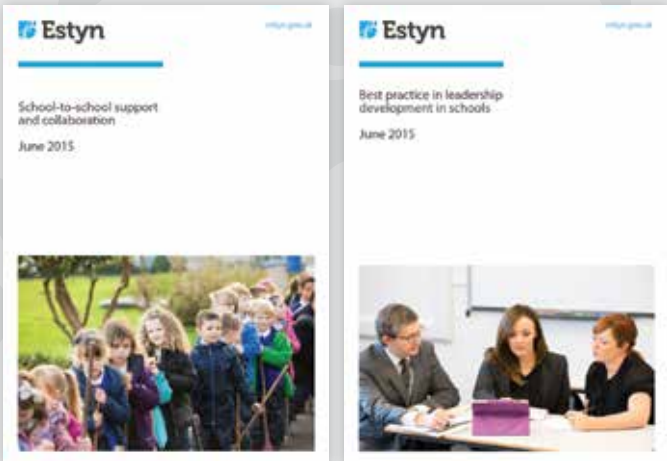 Estyn
estyn.gov.uk
School-to-school support
and collaboration
June 2015
Estyn
estyn.gov.uk
Best practice in leadership
development in schools
June 2015